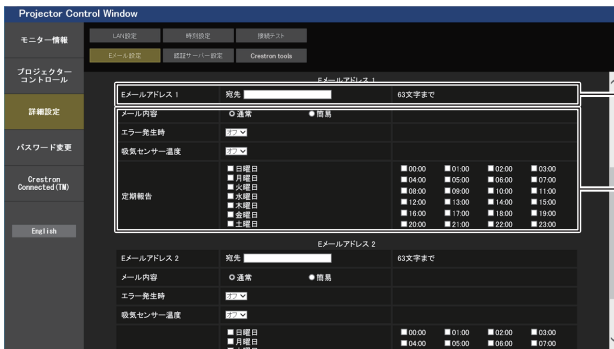 Projector Control Window
モニター情報
プロジェクター
コントロール
詳細設定
パスワード変更
Crestron
Connected(TM)
English
LAN設定 時刻設定 接続テスト
Eメール設定 認証サーバー設定 Crestron tools
Eメールアドレス 1
Eメールアドレス 1 宛先 63文字まで
メール内容 通常 簡易
エラー発生時 オフ
吸気センサー温度 オフ
定期報告
日曜日 00:00 01:00 02:00 03:00
月曜日 04:00 05:00 06:00 07:00
火曜日 08:00 09:00 10:00 11:00
水曜日 12:00 13:00 14:00 15:00
木曜日 16:00 17:00 18:00 19:00
金曜日 20:00 21:00 22:00 23:00
土曜日
Eメールアドレス 2
Eメールアドレス 2 宛先 63文字まで
メール内容 通常 簡易
エラー発生時 オフ
吸気センサー温度 オフ
日曜日 00:00 01:00 02:00 03:00
月曜日 04:00 05:00 06:00 07:00